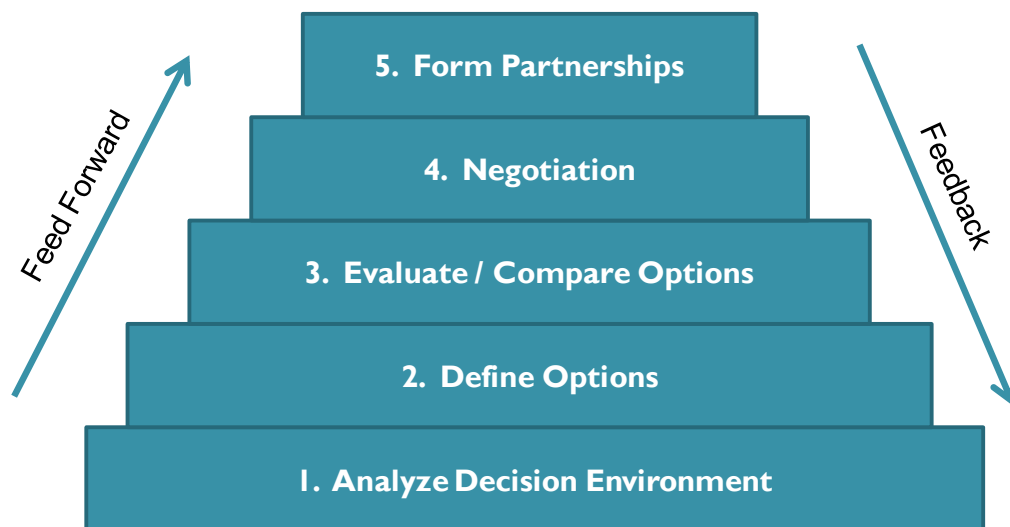 5. Form Partnerships
4. Negotiation
3. Evaluate / Compare Options
2. Define Options
1. Analyze Decision Environment
Feed Forward
Feedback